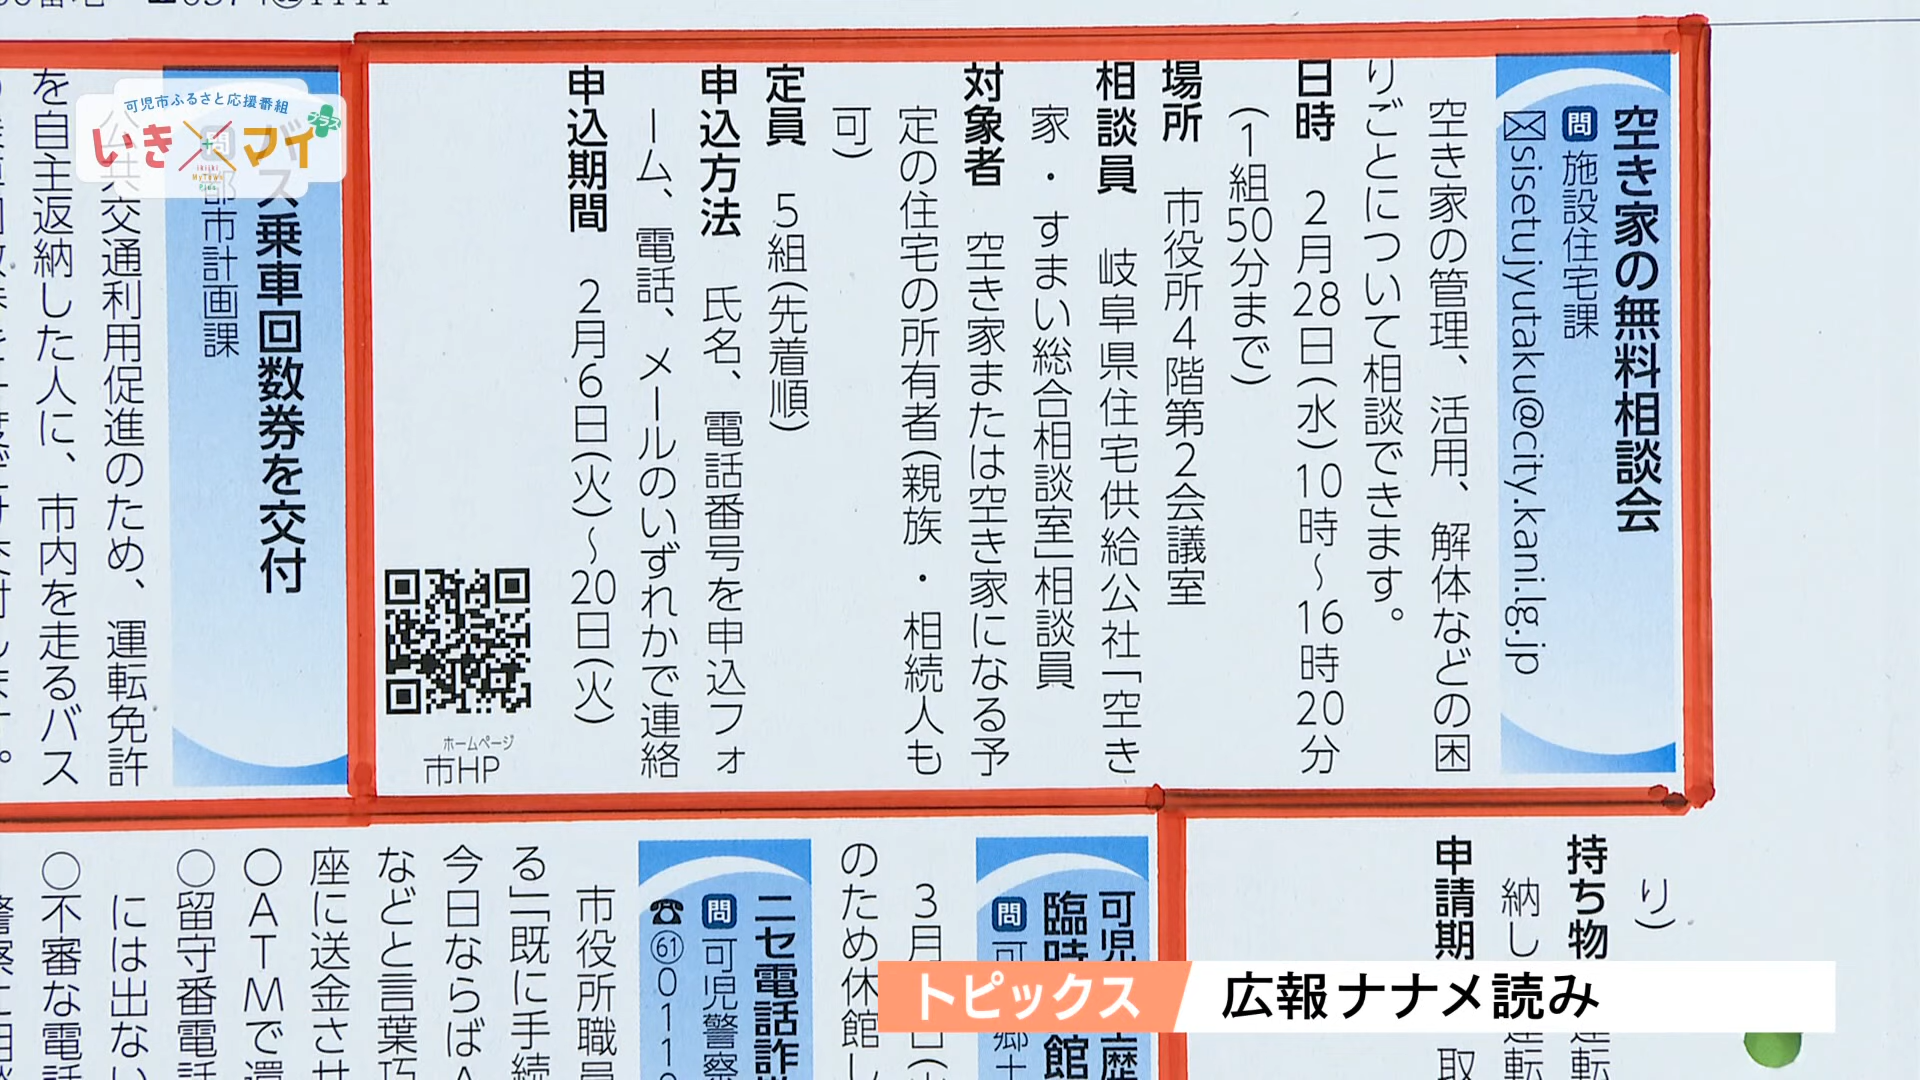 空き家の無料相談会
問 施設住宅課
✉sisetujyutaku@city.kani.lg.jp
空き家の管理、活用、解体などの困
りごとについて相談できます。
日時 2月28日(水)10時～16時20分
(1組50分まで)
場所 市役所4階第2会議室
相談員 岐阜県住宅供給公社「空き
家・すまい総合相談室」相談員
対象者 空き家または空き家になる予
定の住宅の所有者(親族・相続人も
可)
定員 5組(先着順)
申込方法 氏名、電話番号を申込フォ
ーム、電話、メールのいずれかで連絡
申込期間 2月6日(火)～20日(火)
ホームページ
市HP
バス乗車回数券を交付
都市計画課
公共交通利用促進のため、運転免許
を自主返納した人に、市内を走るバス
り)
持ち物
納し
申請期
取
可児
臨時
館
問
3月
のため休館し
ニセ電話詐
問 可児警察
☎㉑011
市役所職員
る」「既に手続
今日ならばA
などと言葉巧
座に送金させ
○ATMで還
○留守番電話
には出ない
○不審な電話
可児市ふるさと応援番組
いき×マイ
プラス
トピックス
広報ナナメ読み